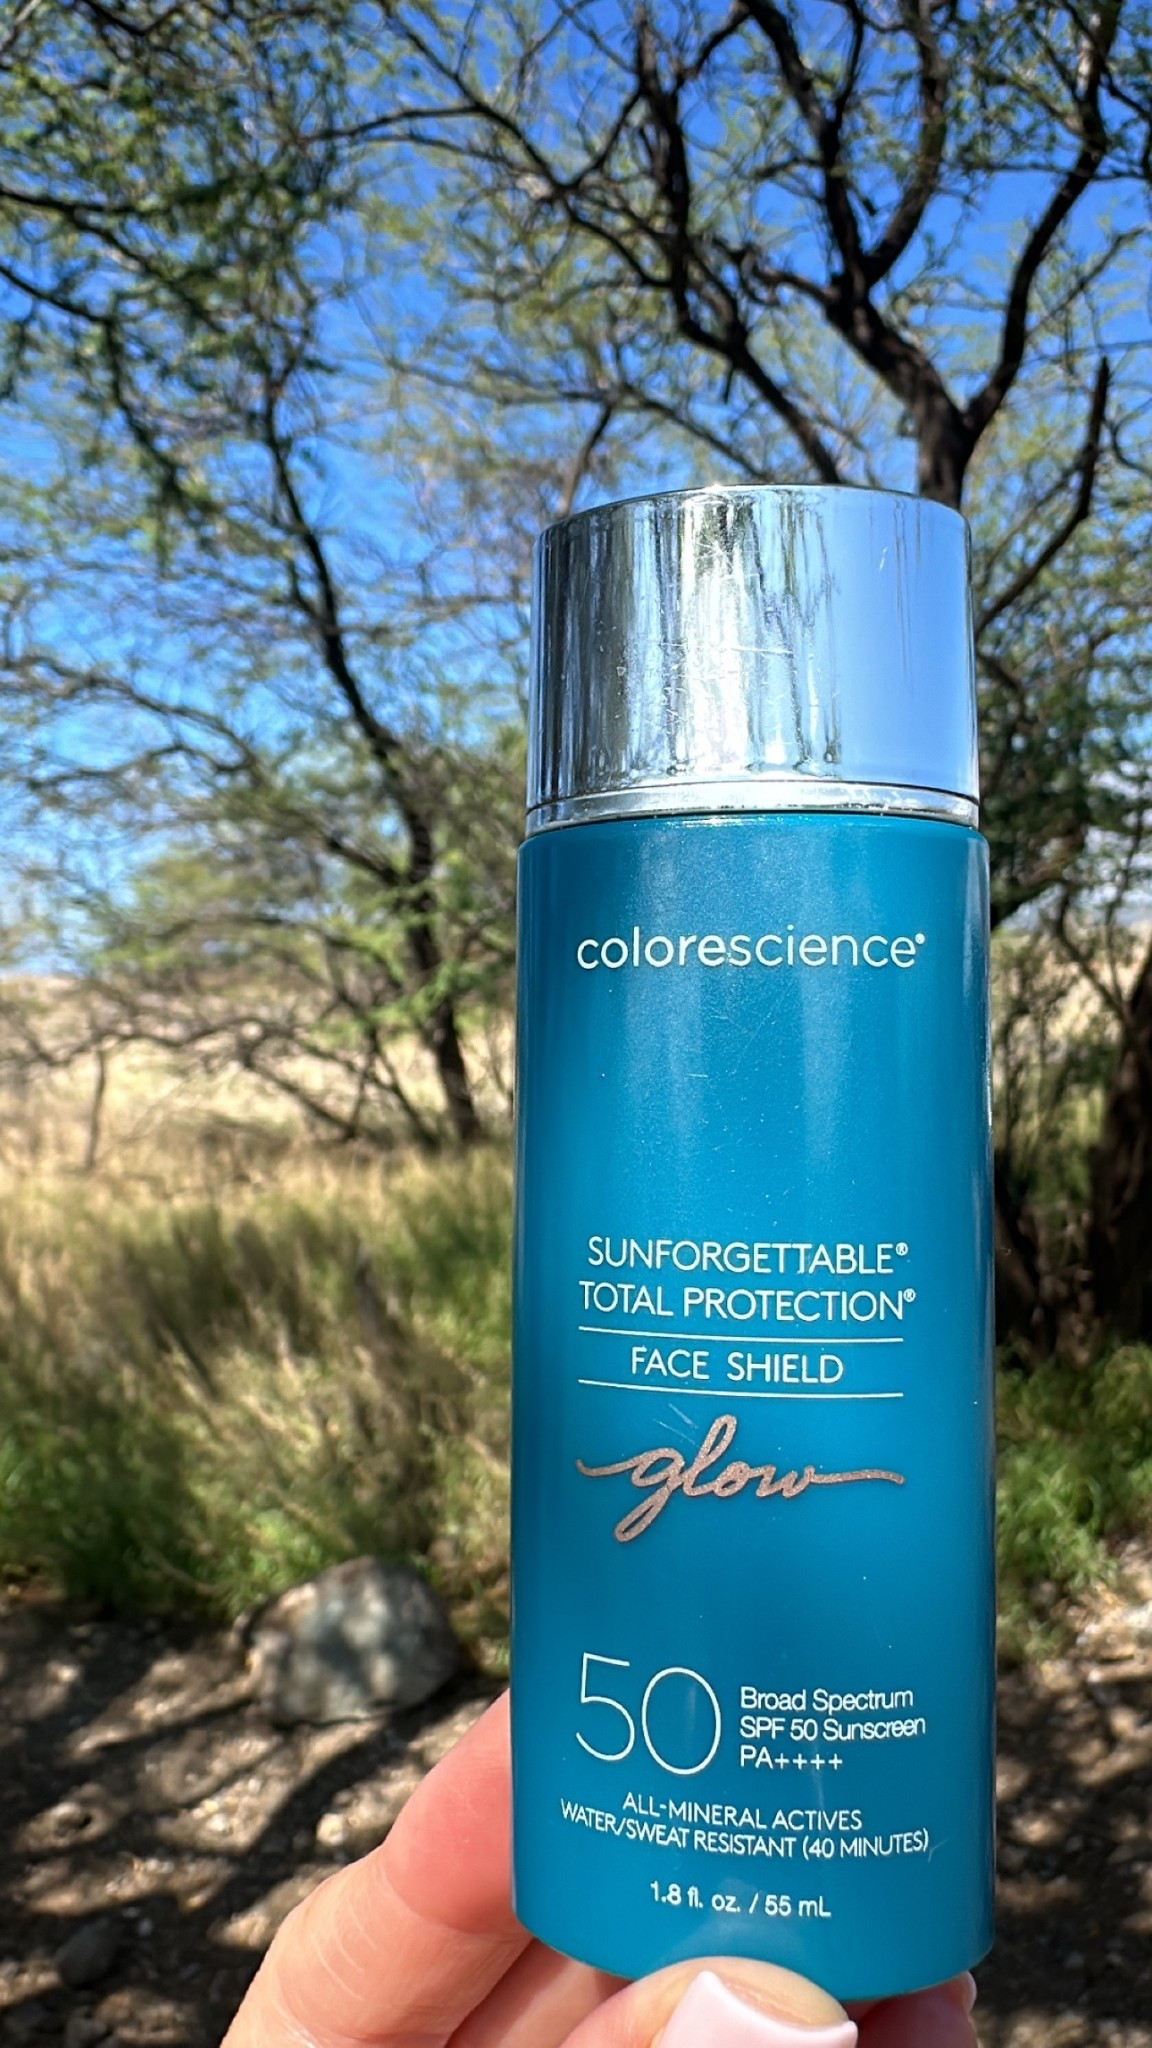 colorescience®
SUNFORGETTABLE®
TOTAL PROTECTION®
FACE SHIELD
glow
50
Broad Spectrum
SPF 50 Sunscreen
PA++++
ALL-MINERAL ACTIVES
WATER/SWEAT RESISTANT (40 MINUTES)
1.8 fl. oz. / 55 mL